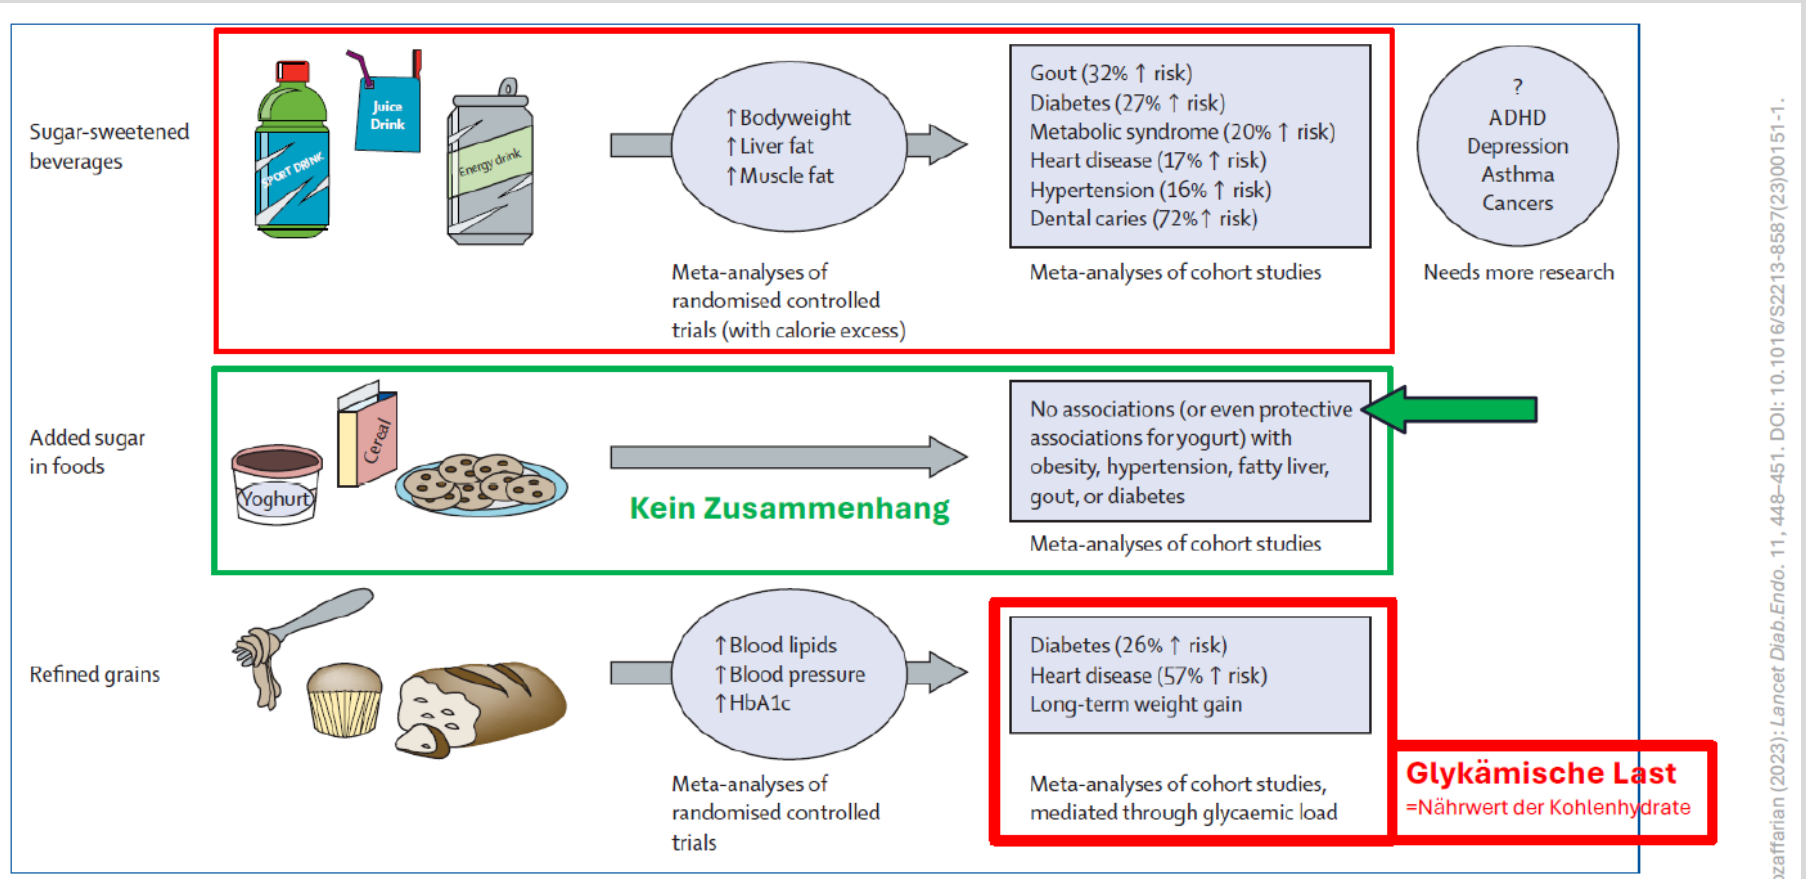 Sugar-sweetened
beverages
SPORT DRINK
Juice
Drink
Energy drink
↑Bodyweight
↑Liver fat
↑Muscle fat
Meta-analyses of
randomised controlled
trials (with calorie excess)
Gout (32% ↑ risk)
Diabetes (27% ↑ risk)
Metabolic syndrome (20% ↑ risk)
Heart disease (17% ↑ risk)
Hypertension (16% ↑ risk)
Dental caries (72%↑ risk)
Meta-analyses of cohort studies
?
ADHD
Depression
Asthma
Cancers
Needs more research
Added sugar
in foods
Yoghurt
Cereal
Kein Zusammenhang
No associations (or even protective
associations for yogurt) with
obesity, hypertension, fatty liver,
gout, or diabetes
Meta-analyses of cohort studies
Refined grains
↑Blood lipids
↑Blood pressure
↑HbA1c
Meta-analyses of
randomised controlled
trials
Diabetes (26% ↑ risk)
Heart disease (57% ↑ risk)
Long-term weight gain
Meta-analyses of cohort studies,
mediated through glycaemic load
Glykämische Last
=Nährwert der Kohlenhydrate
ozaffarian (2023): Lancet Diab.Endo. 11, 448–451. DOI: 10.1016/S2213-8587(23)00151-1.